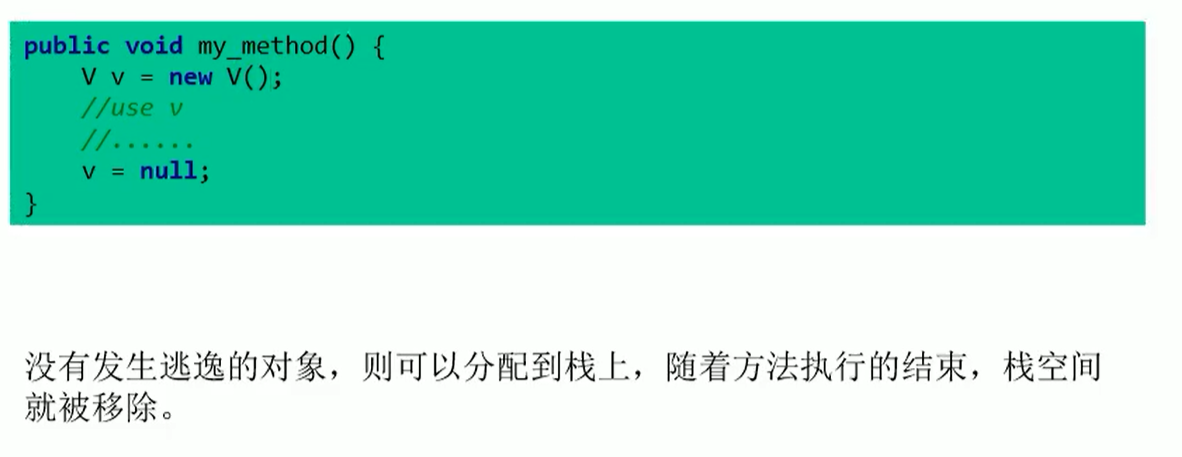 public void my_method() {
    V v = new V();
    //use v
    //......
    v = null;
}
没有发生逃逸的对象，则可以分配到栈上，随着方法执行的结束，栈空间
就被移除。